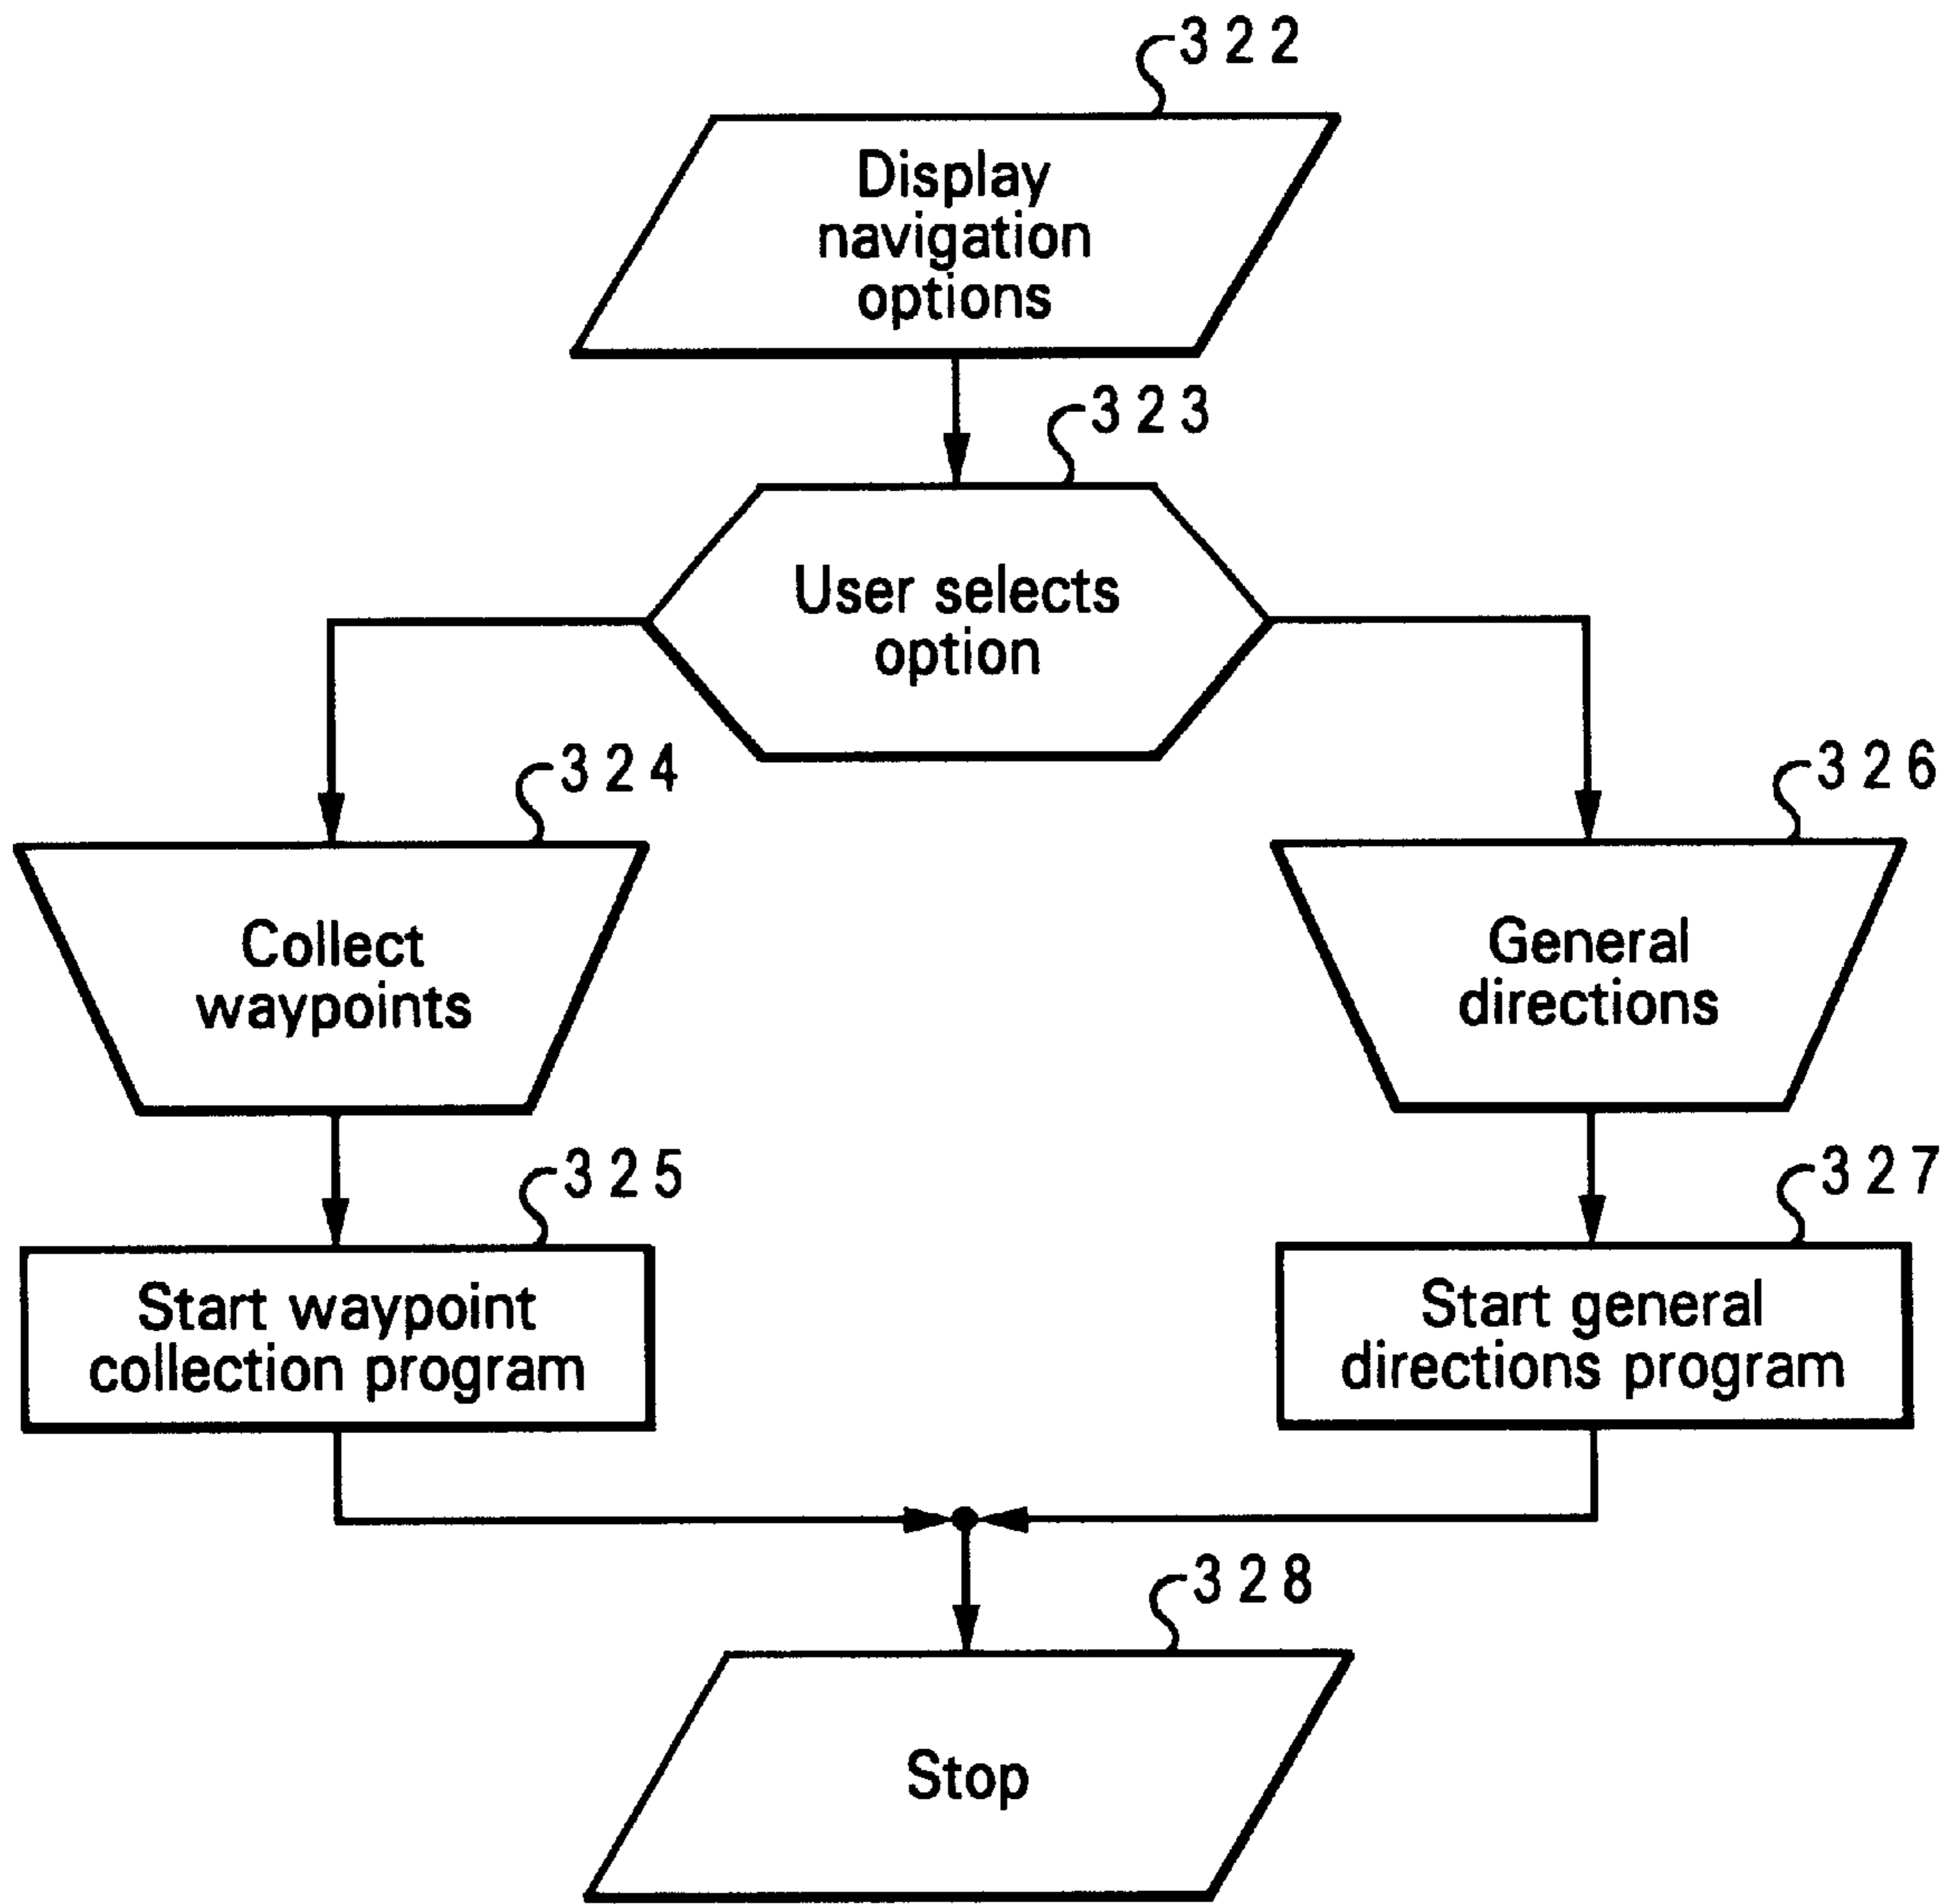 322
Display
navigation
options
323
User selects
option
324
Collect
waypoints
326
General
directions
325
Start waypoint
collection program
327
Start general
directions program
328
Stop